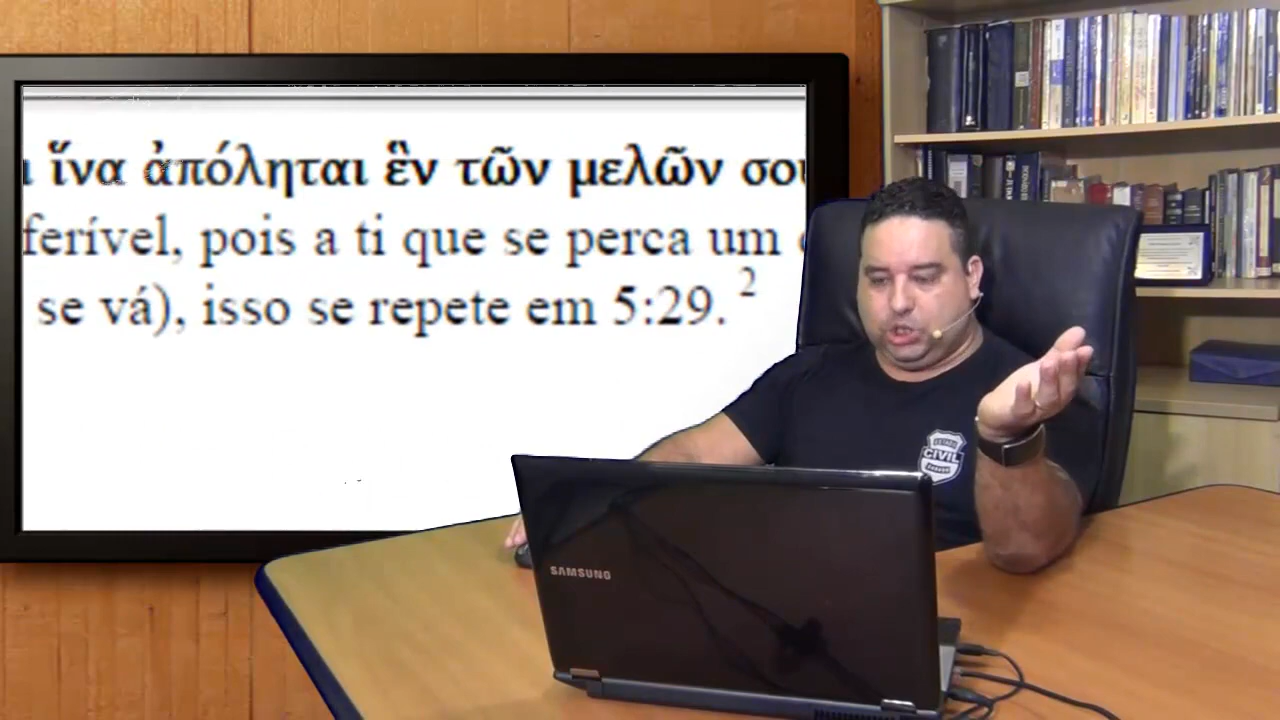 ἵνα ἀπόληται ἓν τῶν μελῶν σου
ferível, pois a ti que se perca um
se vá), isso se repete em 5:29. 2
CIVIL
SAMSUNG